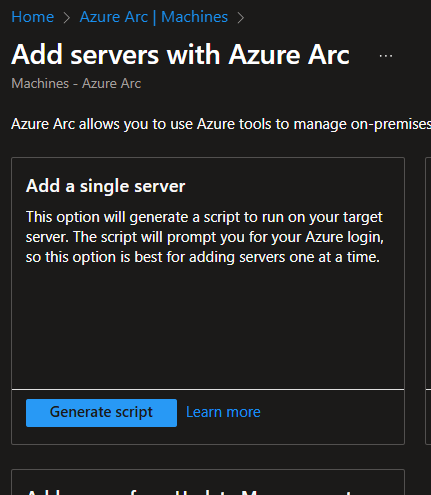 Home > Azure Arc | Machines >
Add servers with Azure Arc ...
Machines - Azure Arc
Azure Arc allows you to use Azure tools to manage on-premises
Add a single server
This option will generate a script to run on your target
server. The script will prompt you for your Azure login,
so this option is best for adding servers one at a time.
Generate script Learn more